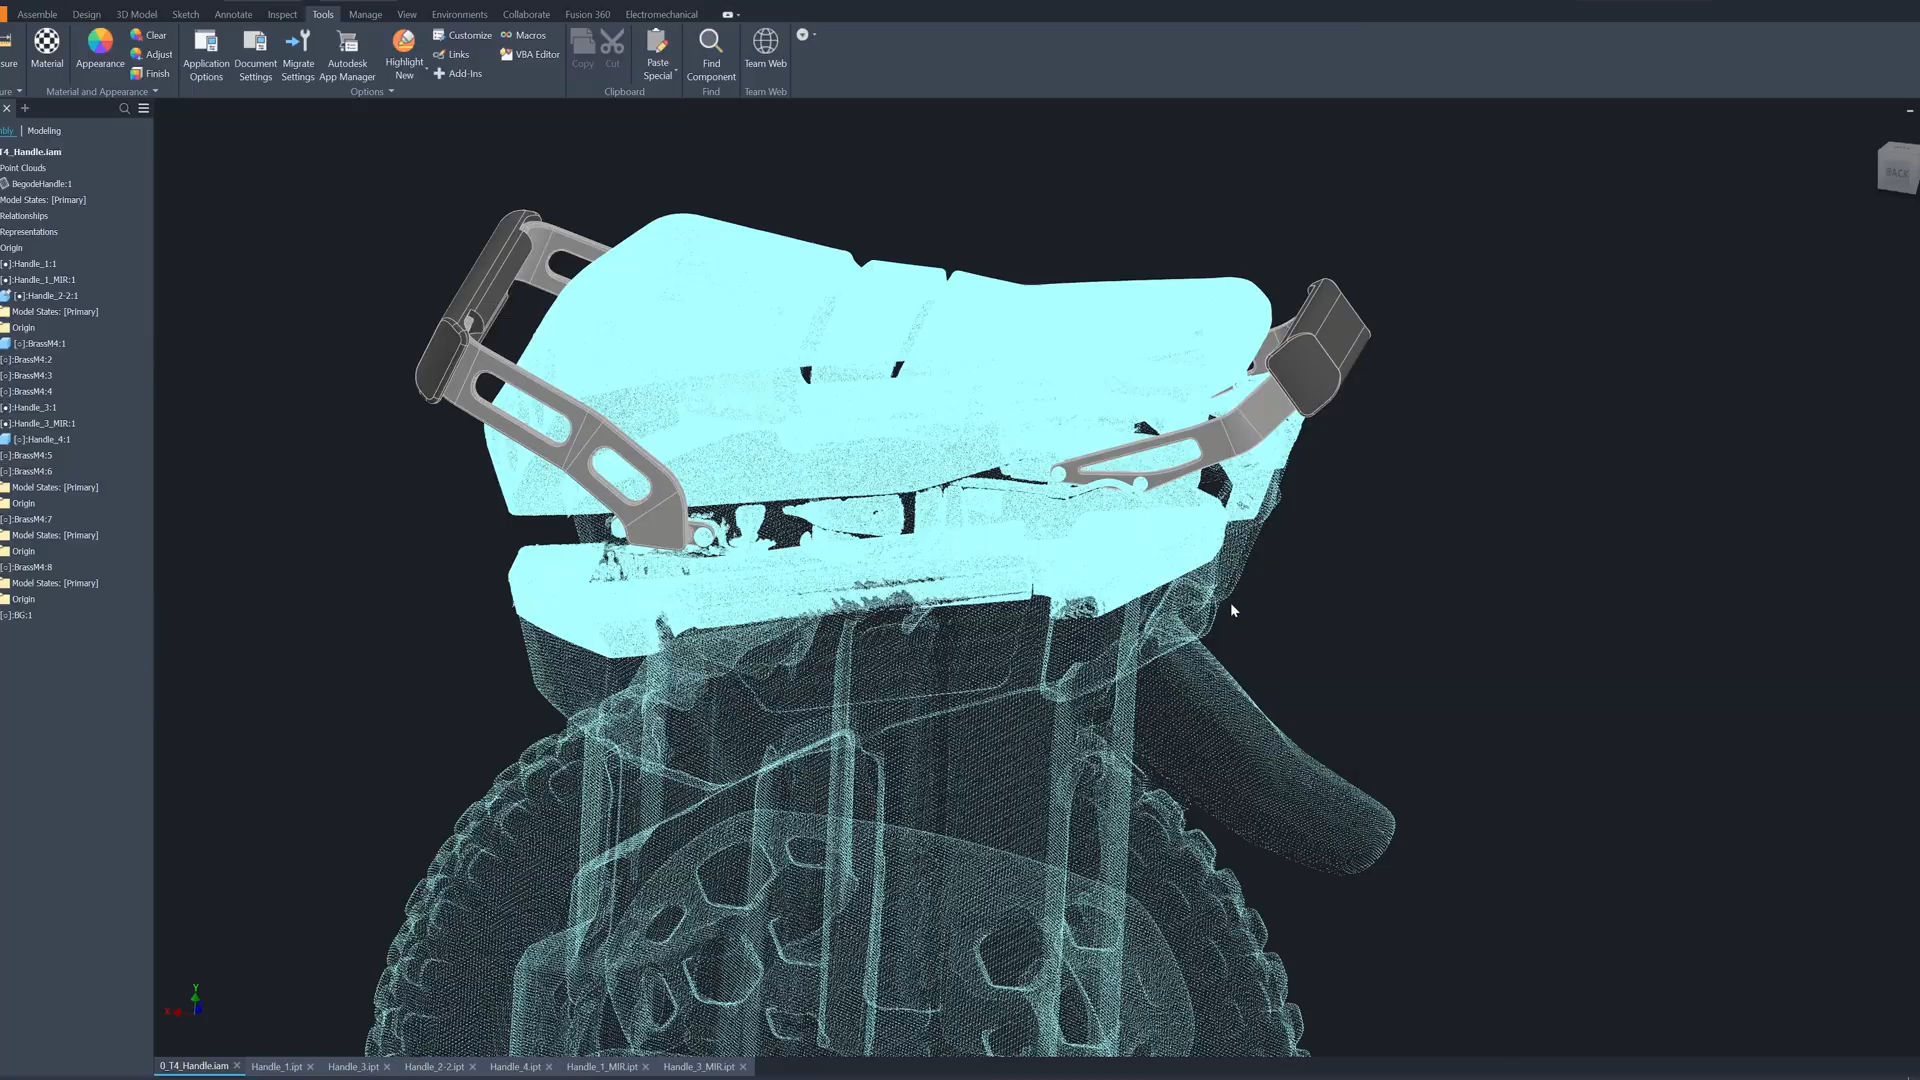 Assemble Design 3D Model Sketch Annotate Inspect Tools Manage View Environments Collaborate Fusion 360 Electromechanical
sure
Material
Appearance
Clear
Adjust
Finish
Application Options
Document Settings
Migrate Settings
Autodesk App Manager
Highlight New
Customize
Links
Add-Ins
Macros
VBA Editor
Copy
Cut
Paste Special
Find Component
Team Web
ure
Material and Appearance
Options
Clipboard
Find
Team Web
bly | Modeling
T4_Handle.iam
Point Clouds
BegodeHandle:1
Model States: [Primary]
Relationships
Representations
Origin
[●]:Handle_1:1
[●]:Handle_1_MIR:1
[●]:Handle_2-2:1
Model States: [Primary]
Origin
[○]:BrassM4:1
[○]:BrassM4:2
[○]:BrassM4:3
[○]:BrassM4:4
[●]:Handle_3:1
[●]:Handle_3_MIR:1
[○]:Handle_4:1
[○]:BrassM4:5
[○]:BrassM4:6
Model States: [Primary]
Origin
[○]:BrassM4:7
Model States: [Primary]
Origin
[○]:BrassM4:8
Model States: [Primary]
Origin
[○]:BG:1
BACK
Y
X
0_T4_Handle.iam Handle_1.ipt Handle_3.ipt Handle_2-2.ipt Handle_4.ipt Handle_1_MIR.ipt Handle_3_MIR.ipt